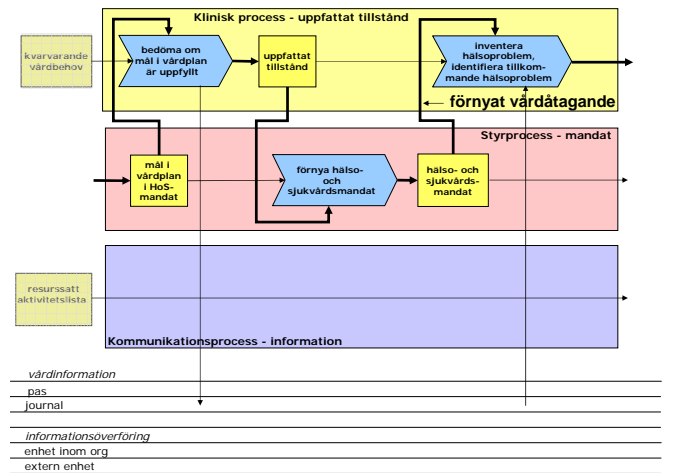 Klinisk process - uppfattat tillstånd
kvarvarande
vårdbehov
bedöma om
mål i vårdplan
är uppfyllt
uppfattat
tillstånd
inventera
hälsoproblem,
identifiera tillkom-
mande hälsoproblem
förnyat vårdåtagande
Styrprocess - mandat
mål i
vårdplan
i HoS-
mandat
förnya hälso-
och
sjukvårdsmandat
hälso- och
sjukvårds-
mandat
resurssatt
aktivitetslista
Kommunikationsprocess - information
vårdinformation
pas
journal
informationsöverföring
enhet inom org
extern enhet